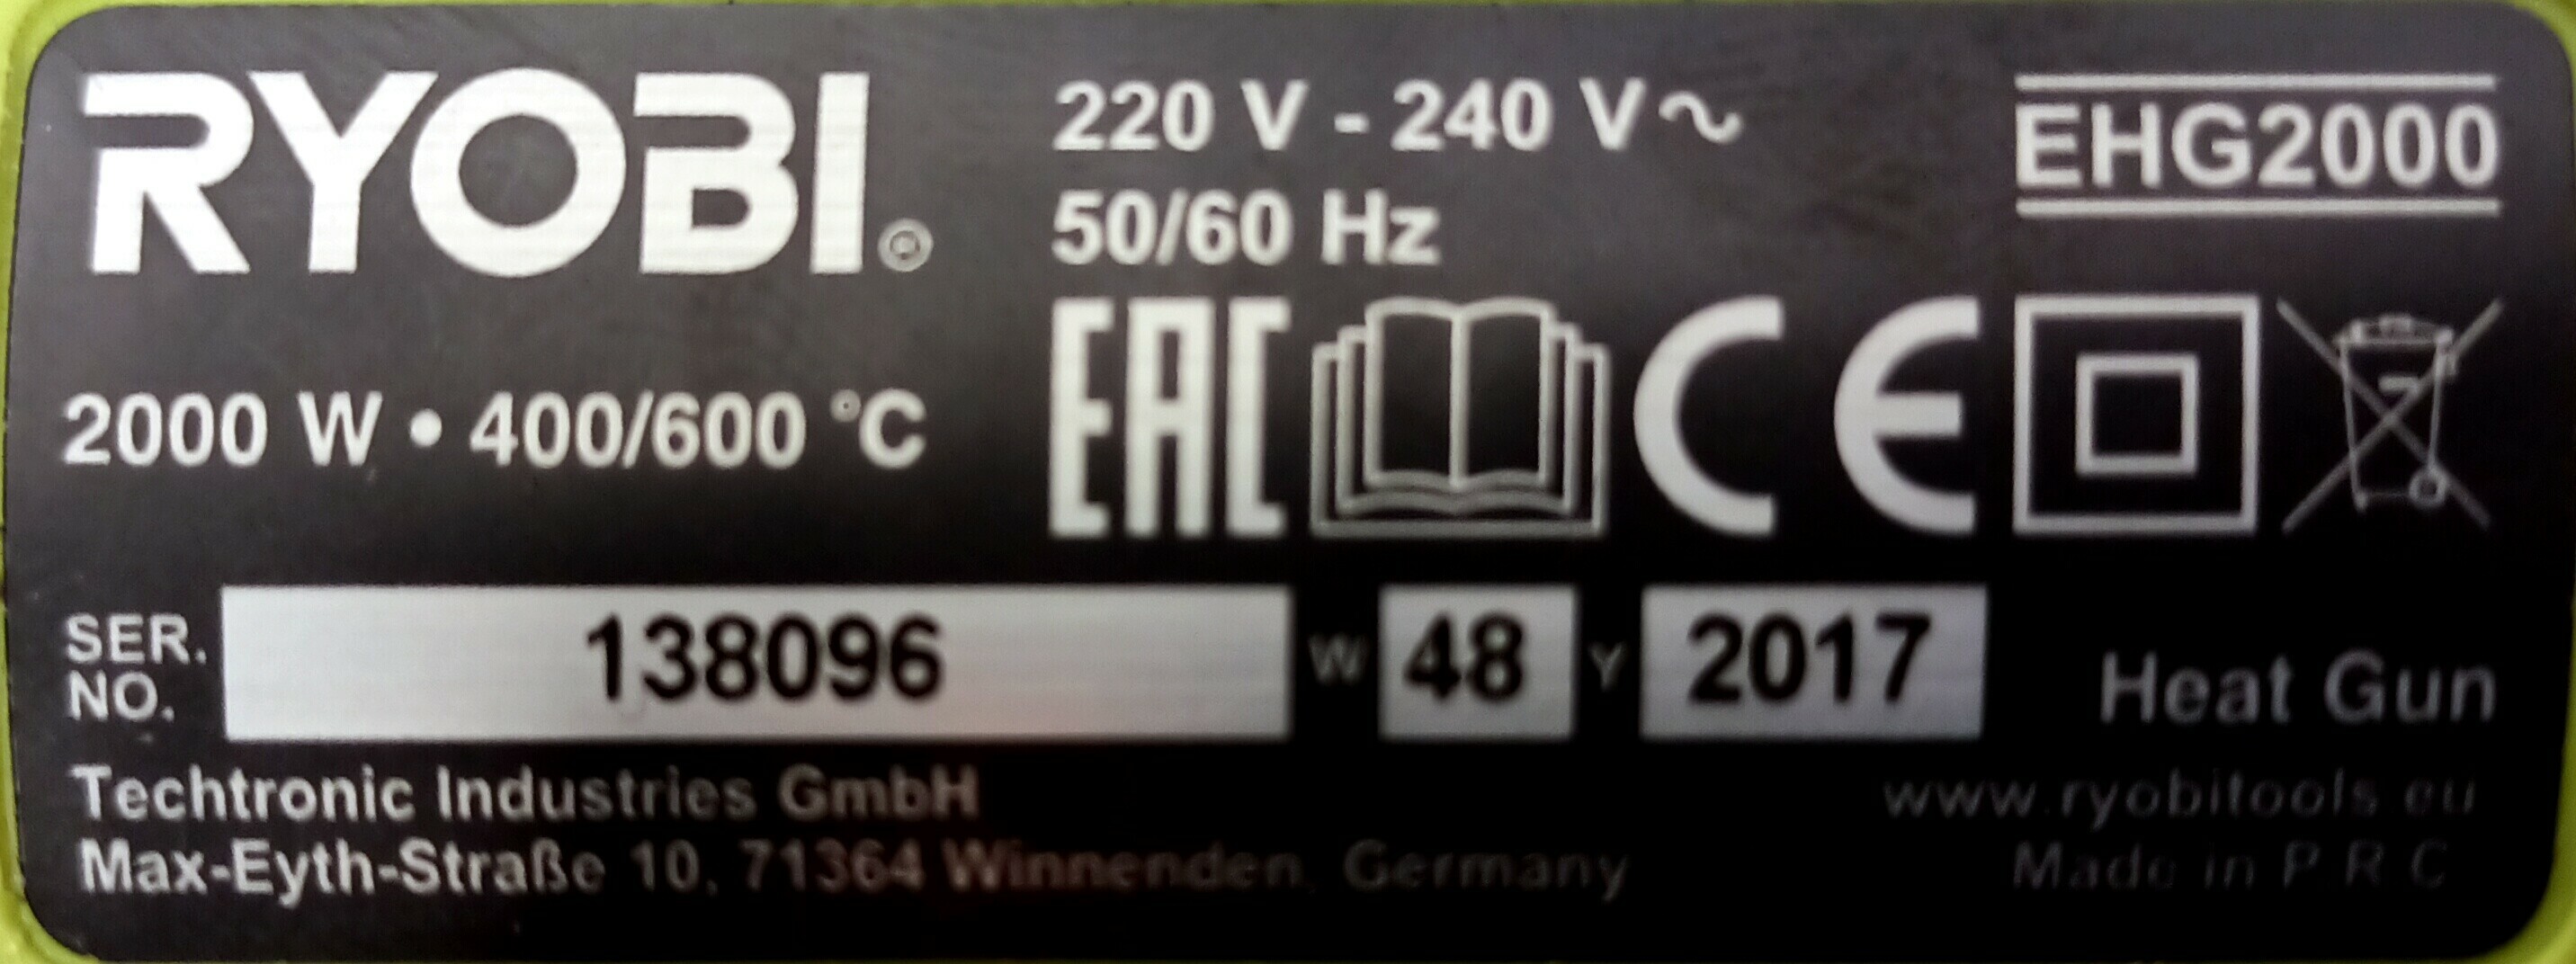 RYOBI®
2000 W • 400/600 °C
220 V - 240 V~
50/60 Hz
EHG2000
EAC
CE
SER. NO. 138096 W 48 Y 2017
Heat Gun
Techtronic Industries GmbH
Max-Eyth-Straße 10, 71364 Winnenden, Germany
www.ryobitools.eu
Made in P.R.C.